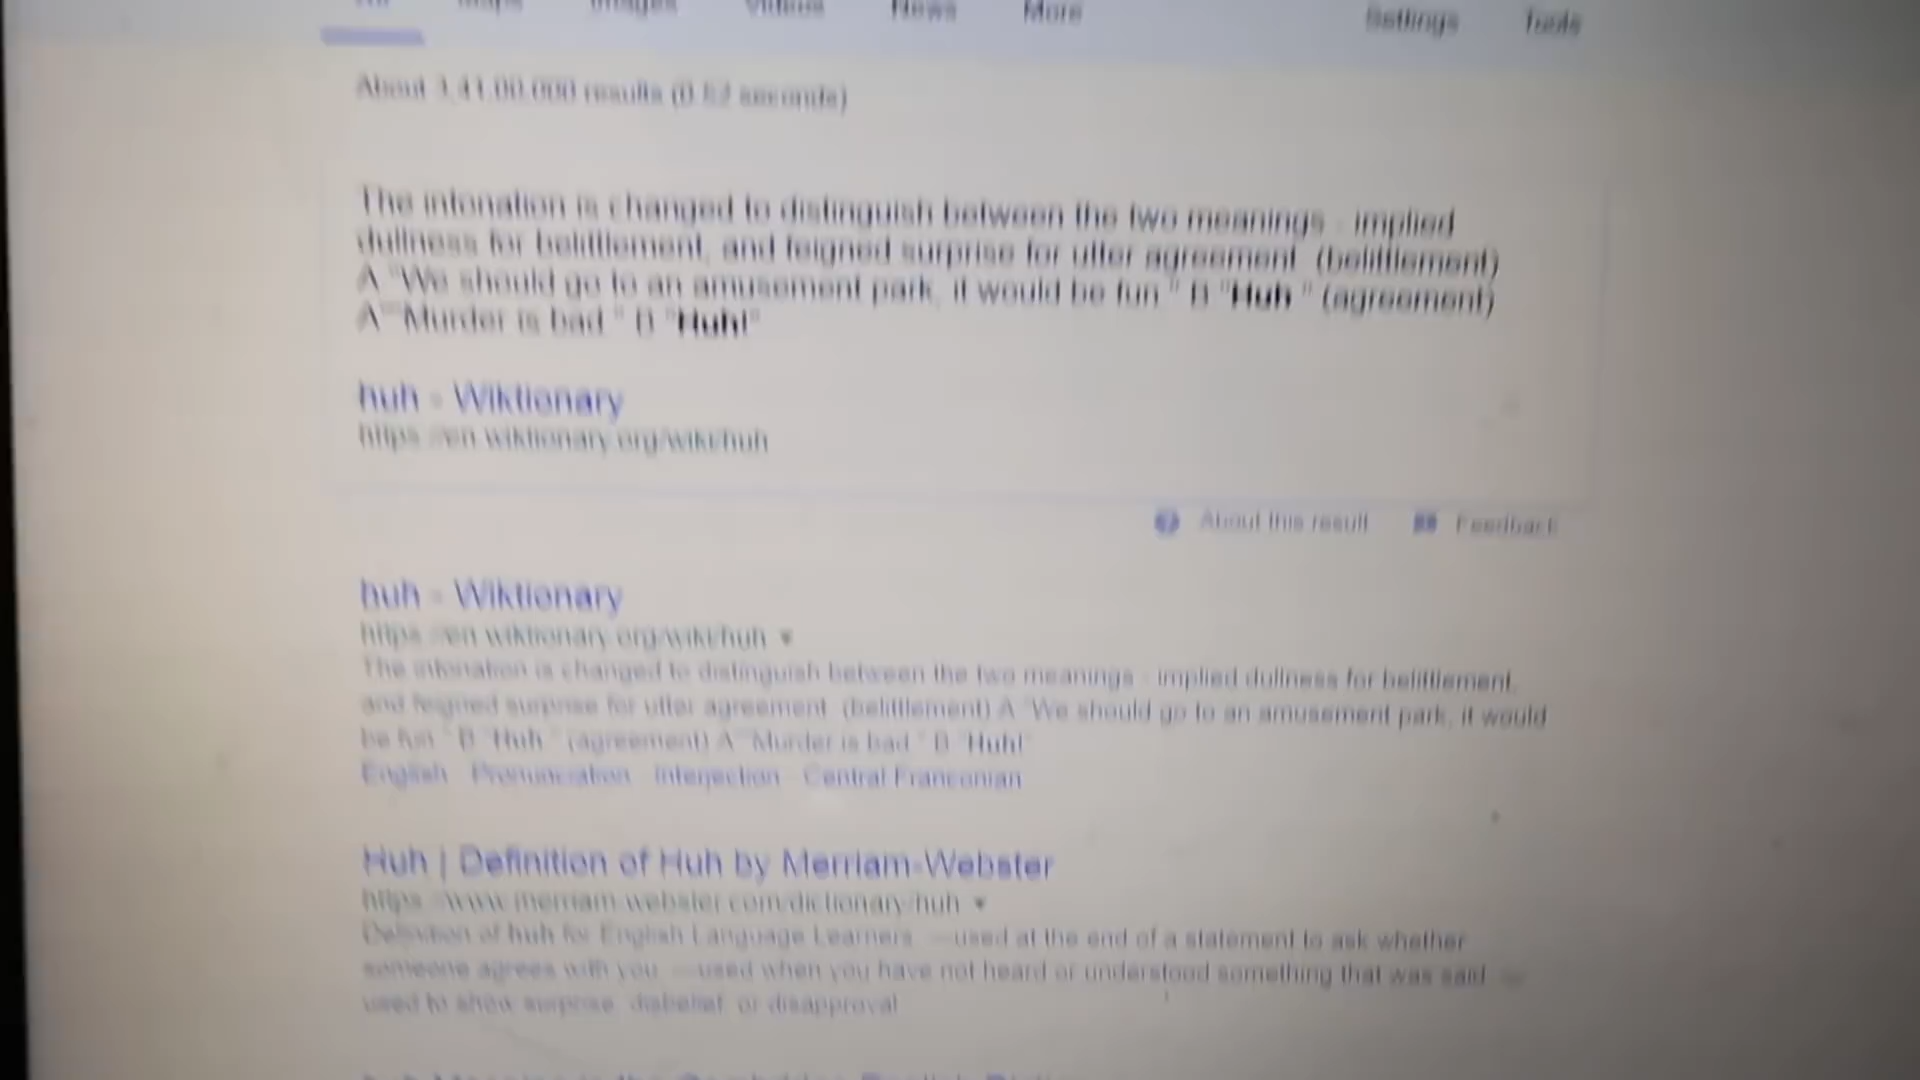 Maps Images Videos News More Settings Tools
About 3,41,00,000 results (0.52 seconds)
The intonation is changed to distinguish between the two meanings - implied
dullness for belittlement, and feigned surprise for utter agreement. (belittlement)
A "We should go to an amusement park, it would be fun." B "Huh." (agreement)
A "Murder is bad." B "Huh!"
huh - Wiktionary
https://en.wiktionary.org/wiki/huh
About this result Feedback
huh - Wiktionary
https://en.wiktionary.org/wiki/huh
The intonation is changed to distinguish between the two meanings - implied dullness for belittlement,
and feigned surprise for utter agreement. (belittlement) A "We should go to an amusement park, it would
be fun." B "Huh." (agreement) A "Murder is bad." B "Huh!"
English Pronunciation Interjection Central Franconian
Huh | Definition of Huh by Merriam-Webster
https://www.merriam-webster.com/dictionary/huh
Definition of huh for English Language Learners. —used at the end of a statement to ask whether
someone agrees with you. —used when you have not heard or understood something that was said. —
used to show surprise, disbelief, or disapproval.